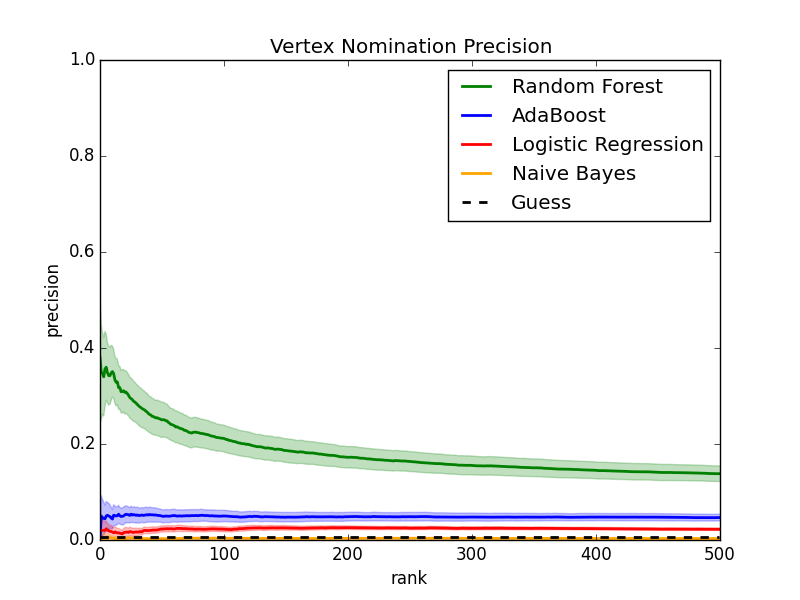 Vertex Nomination Precision
1.0
0.8
0.6
0.4
0.2
0.0
precision
Random Forest
AdaBoost
Logistic Regression
Naive Bayes
Guess
0 100 200 300 400 500
rank